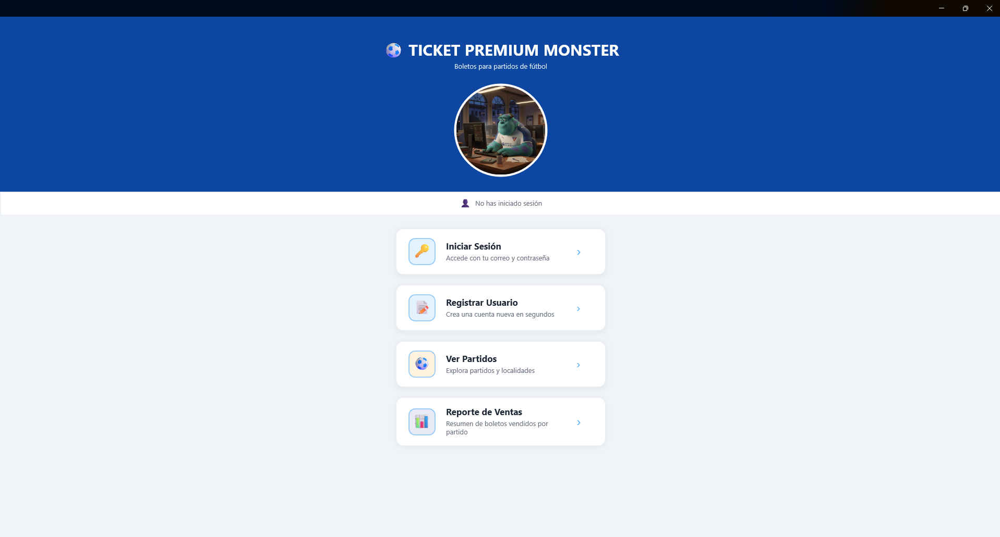 TICKET PREMIUM MONSTER
Boletos para partidos de fútbol
No has iniciado sesión
Iniciar Sesión
Accede con tu correo y contraseña
Registrar Usuario
Crea una cuenta nueva en segundos
Ver Partidos
Explora partidos y localidades
Reporte de Ventas
Resumen de boletos vendidos por
partido